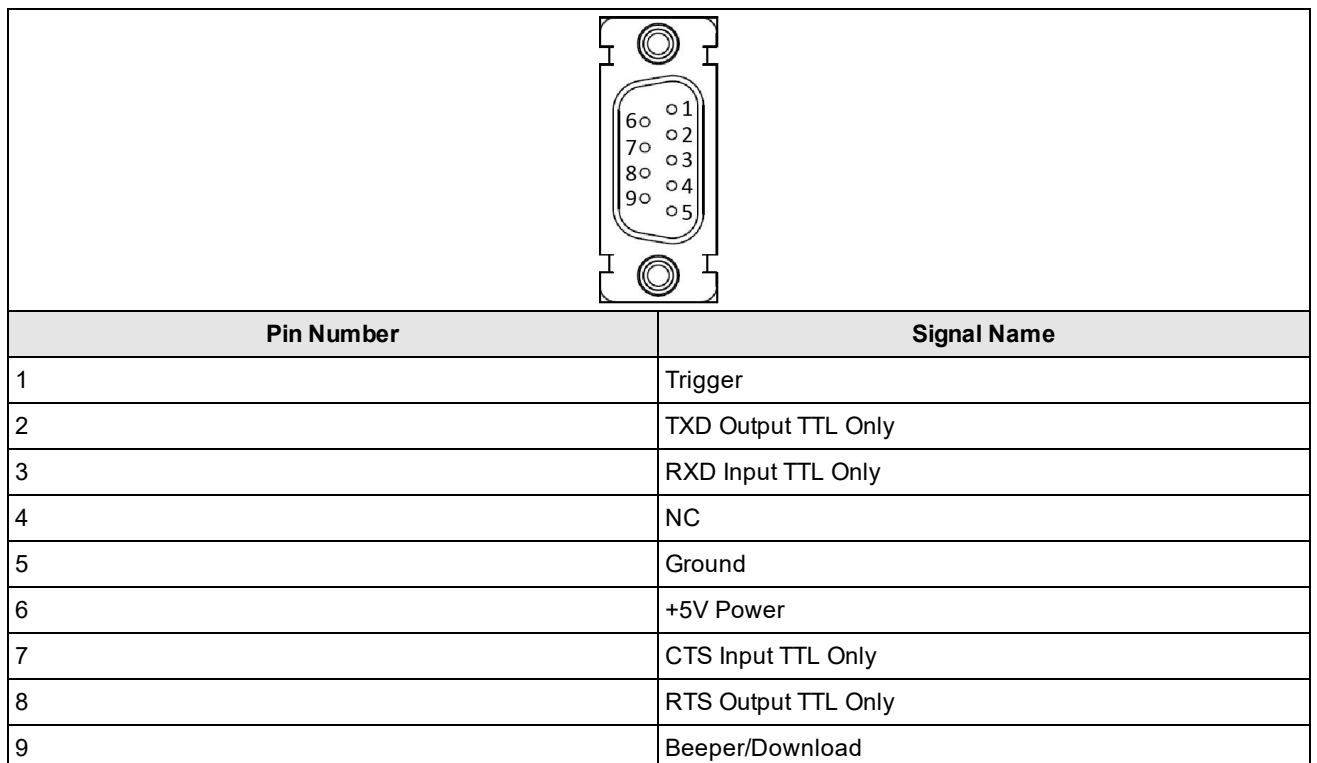 1
6
2
7
3
8
4
9
5
Pin Number Signal Name
1 Trigger
2 TXD Output TTL Only
3 RXD Input TTL Only
4 NC
5 Ground
6 +5V Power
7 CTS Input TTL Only
8 RTS Output TTL Only
9 Beeper/Download